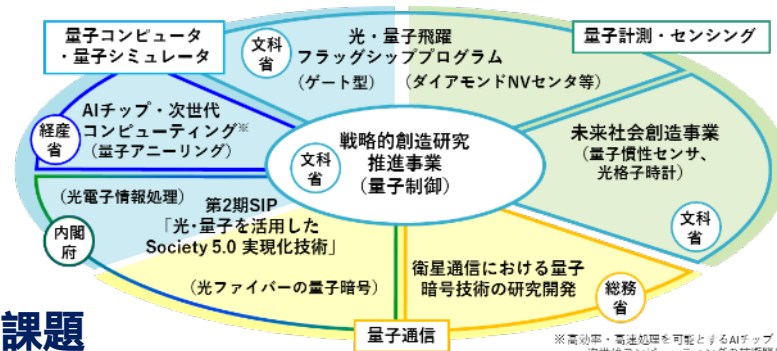 量子コンピュータ
・量子シミュレータ
文科
省
光・量子飛躍
フラッグシッププログラム
(ゲート型)
(ダイアモンドNVセンタ等)
量子計測・センシング
経産
省
AIチップ・次世代
コンピューティング※
(量子アニーリング)
文科
省
戦略的創造研究
推進事業
(量子制御)
未来社会創造事業
(量子慣性センサ、
光格子時計)
文科
省
(光電子情報処理)
内閣
府
第2期SIP
「光・量子を活用した
Society 5.0 実現化技術」
(光ファイバーの量子暗号)
衛星通信における量子
暗号技術の研究開発
総務
省
量子通信
課題
※高効率・高速処理を可能とするAIチップ